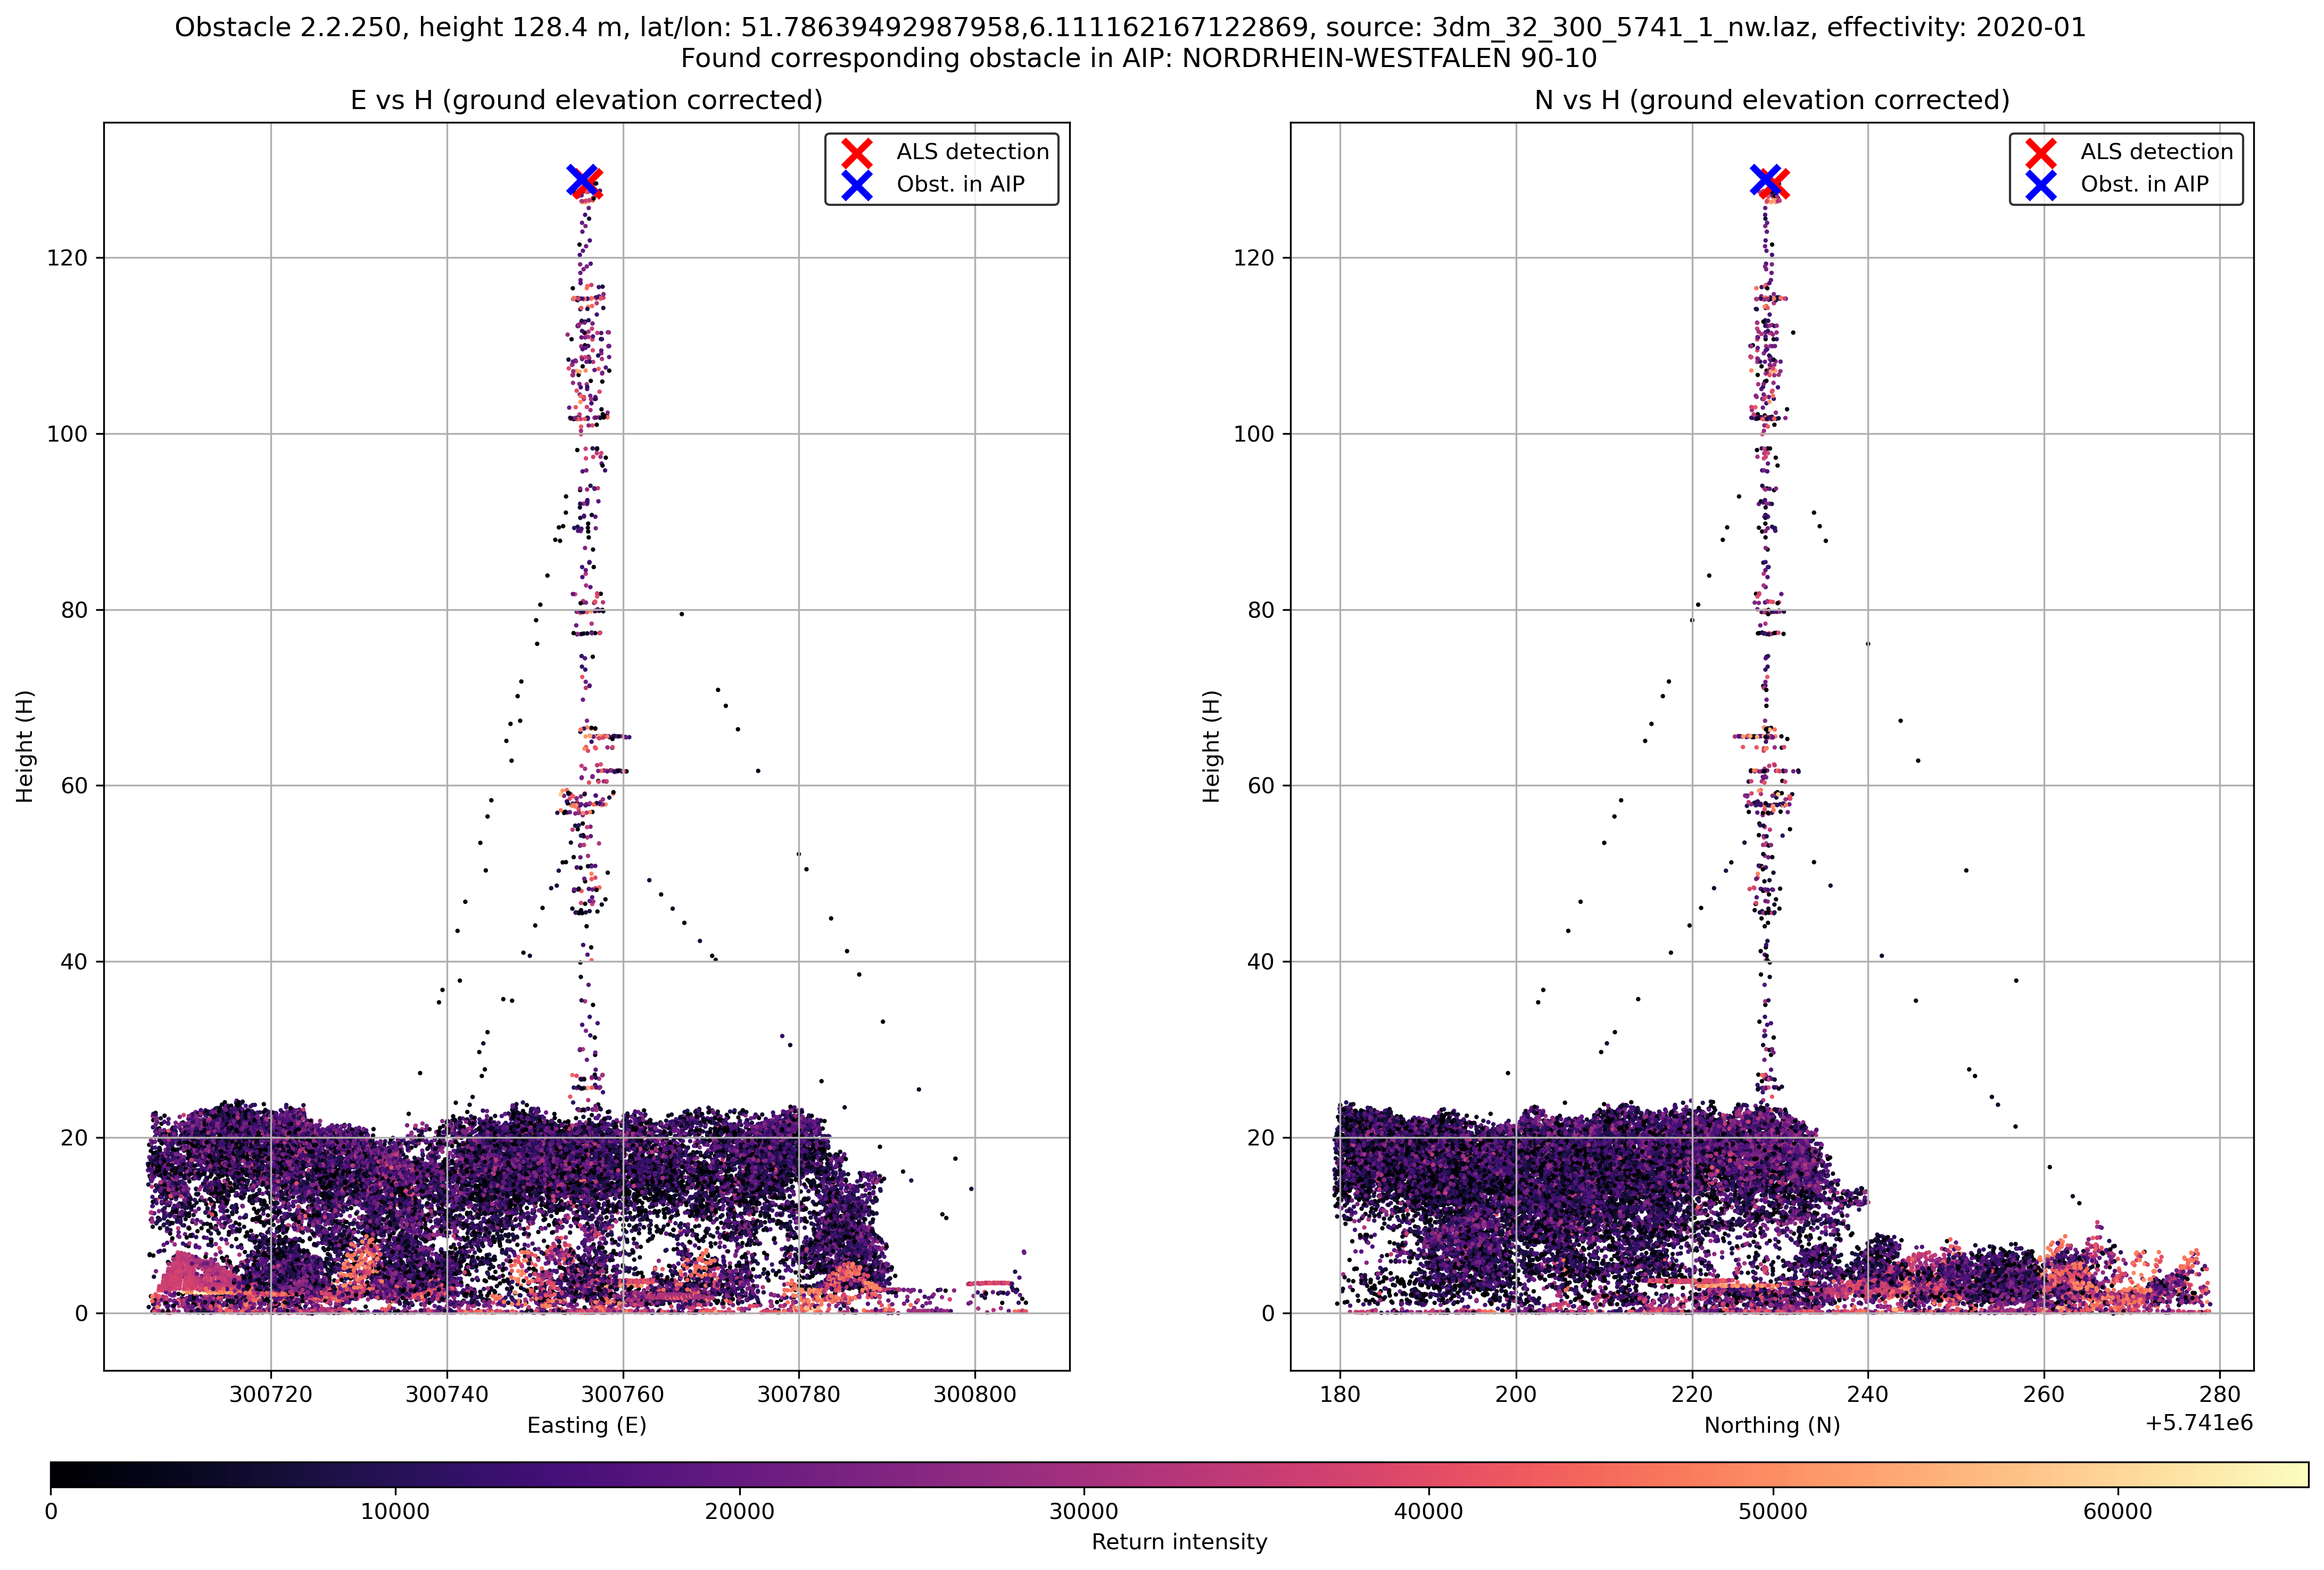 Obstacle 2.2.250, height 128.4 m, lat/lon: 51.78639492987958,6.111162167122869, source: 3dm_32_300_5741_1_nw.laz, effectivity: 2020-01
Found corresponding obstacle in AIP: NORDRHEIN-WESTFALEN 90-10
E vs H (ground elevation corrected)
ALS detection
Obst. in AIP
120
100
80
60
40
20
0
Height (H)
300720 300740 300760 300780 300800
Easting (E)
N vs H (ground elevation corrected)
ALS detection
Obst. in AIP
120
100
80
60
40
20
0
Height (H)
180 200 220 240 260 280
+5.741e6
Northing (N)
0 10000 20000 30000 40000 50000 60000
Return intensity